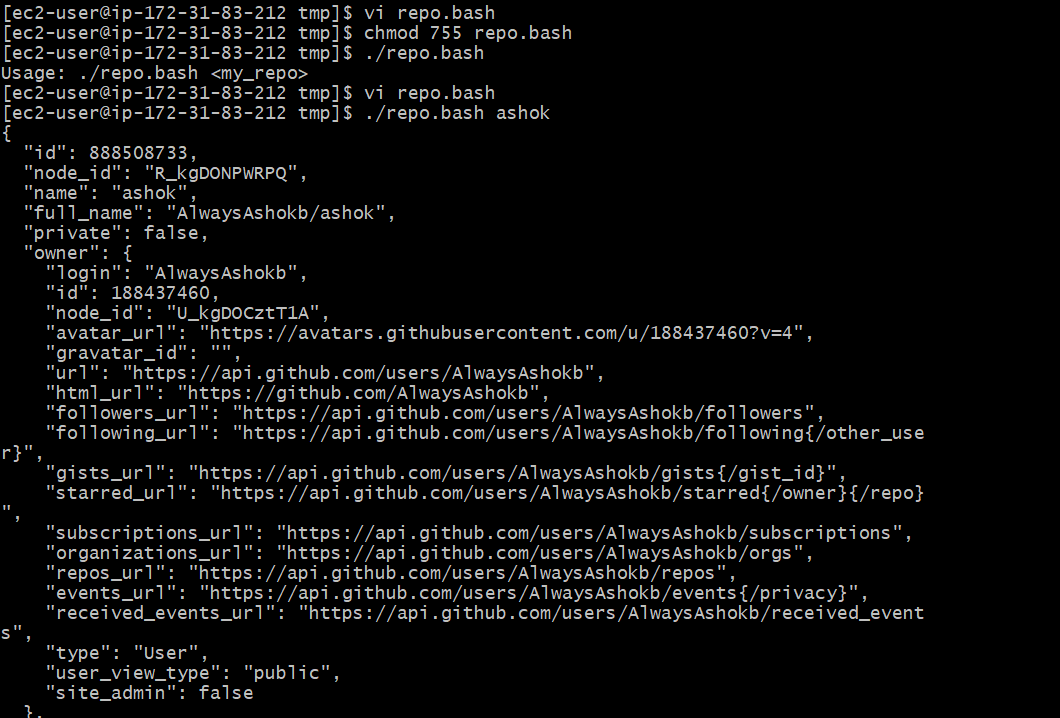 [ec2-user@ip-172-31-83-212 tmp]$ vi repo.bash
[ec2-user@ip-172-31-83-212 tmp]$ chmod 755 repo.bash
[ec2-user@ip-172-31-83-212 tmp]$ ./repo.bash
Usage: ./repo.bash <my_repo>
[ec2-user@ip-172-31-83-212 tmp]$ vi repo.bash
[ec2-user@ip-172-31-83-212 tmp]$ ./repo.bash ashok
{
  "id": 888508733,
  "node_id": "R_kgDONPWRPQ",
  "name": "ashok",
  "full_name": "AlwaysAshokb/ashok",
  "private": false,
  "owner": {
    "login": "AlwaysAshokb",
    "id": 188437460,
    "node_id": "U_kgDOCztT1A",
    "avatar_url": "https://avatars.githubusercontent.com/u/188437460?v=4",
    "gravatar_id": "",
    "url": "https://api.github.com/users/AlwaysAshokb",
    "html_url": "https://github.com/AlwaysAshokb",
    "followers_url": "https://api.github.com/users/AlwaysAshokb/followers",
    "following_url": "https://api.github.com/users/AlwaysAshokb/following{/other_use
r}",
    "gists_url": "https://api.github.com/users/AlwaysAshokb/gists{/gist_id}",
    "starred_url": "https://api.github.com/users/AlwaysAshokb/starred{/owner}{/repo}
",
    "subscriptions_url": "https://api.github.com/users/AlwaysAshokb/subscriptions",
    "organizations_url": "https://api.github.com/users/AlwaysAshokb/orgs",
    "repos_url": "https://api.github.com/users/AlwaysAshokb/repos",
    "events_url": "https://api.github.com/users/AlwaysAshokb/events{/privacy}",
    "received_events_url": "https://api.github.com/users/AlwaysAshokb/received_event
s",
    "type": "User",
    "user_view_type": "public",
    "site_admin": false
  },